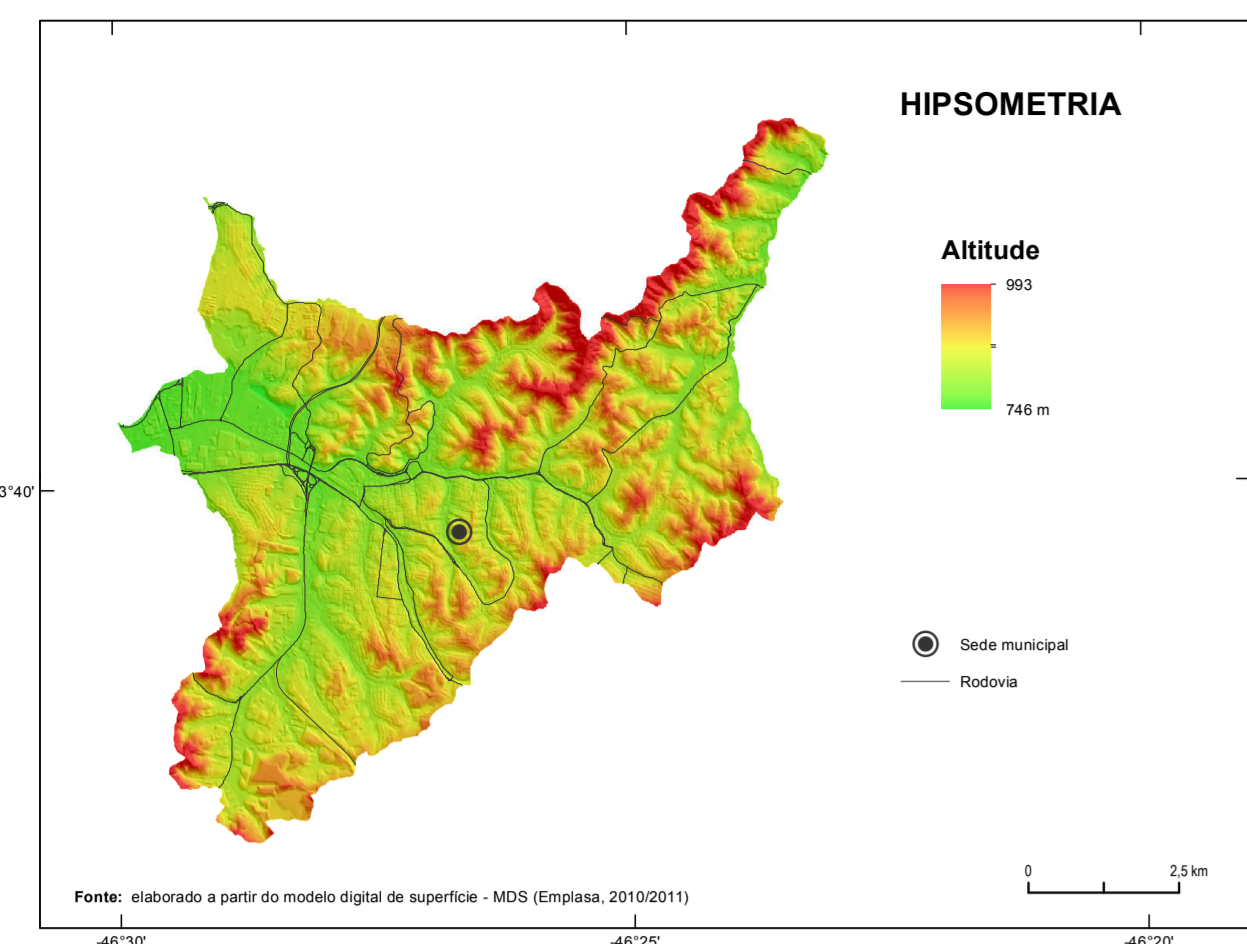 HIPSOMETRIA
Altitude
993
746 m
3°40'
Sede municipal
Rodovia
0 2,5 km
Fonte: elaborado a partir do modelo digital de superfície - MDS (Emplasa, 2010/2011)
-46°30' -46°25' -46°20'